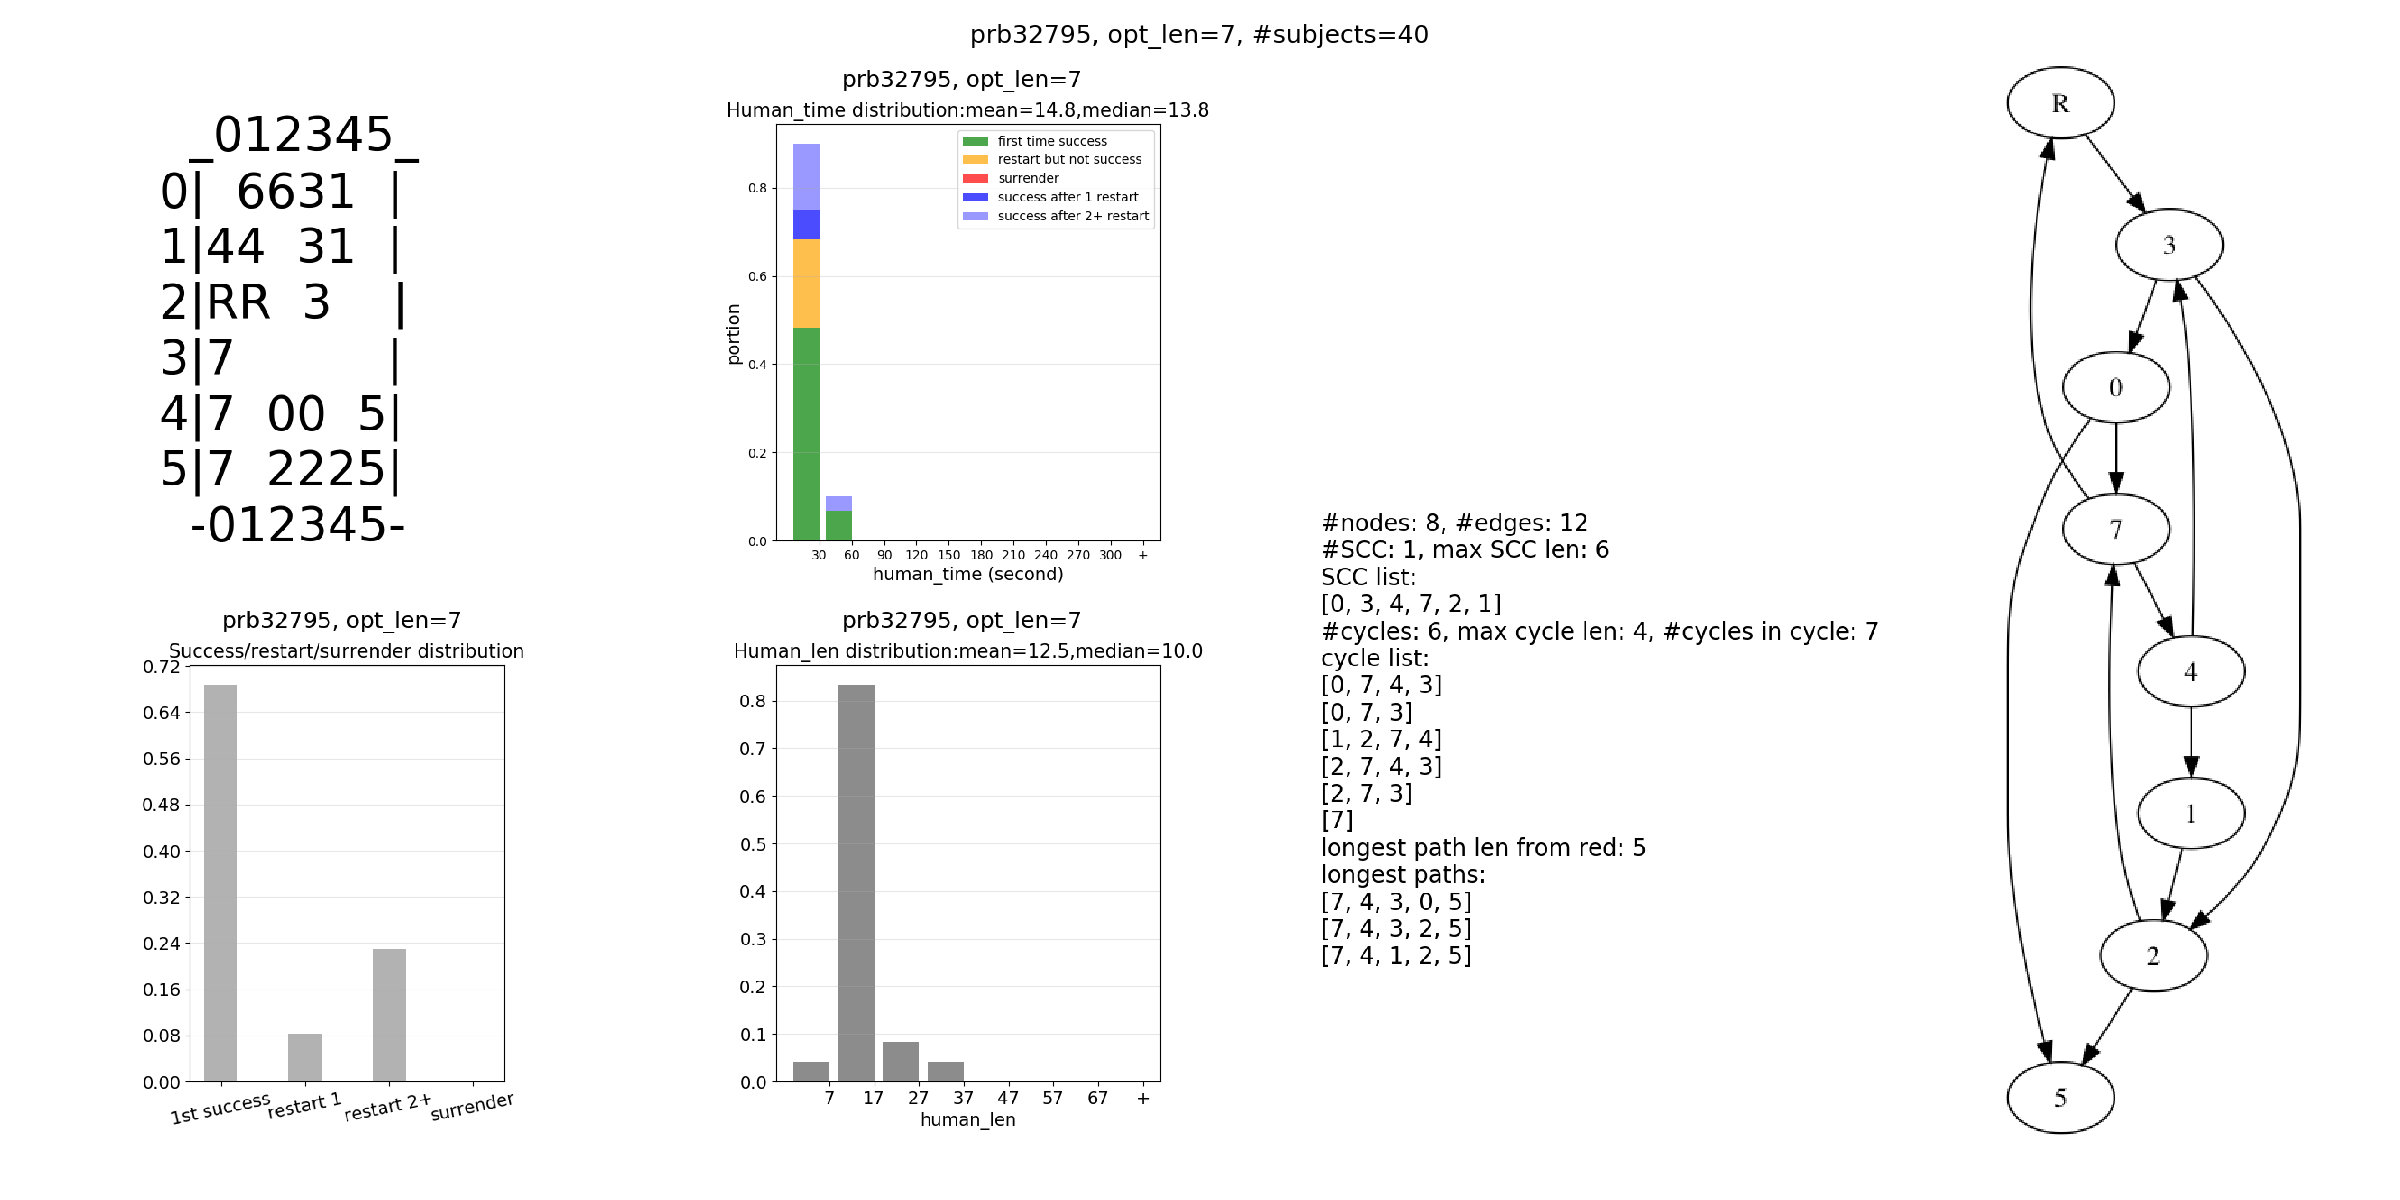 prb32795, opt_len=7, #subjects=40
_012345_
0| 6631 |
1|44 31 |
2|RR 3 |
3|7 |
4|7 00 5|
5|7 2225|
-012345-
prb32795, opt_len=7
Human_time distribution:mean=14.8,median=13.8
portion
0.8
0.6
0.4
0.2
0.0
first time success
restart but not success
surrender
success after 1 restart
success after 2+ restart
30 60 90 120 150 180 210 240 270 300 +
human_time (second)
prb32795, opt_len=7
Success/restart/surrender distribution
0.72
0.64
0.56
0.48
0.40
0.32
0.24
0.16
0.08
0.00
1st success restart 1 restart 2+ surrender
prb32795, opt_len=7
Human_len distribution:mean=12.5,median=10.0
0.8
0.7
0.6
0.5
0.4
0.3
0.2
0.1
0.0
7 17 27 37 47 57 67 +
human_len
#nodes: 8, #edges: 12
#SCC: 1, max SCC len: 6
SCC list:
[0, 3, 4, 7, 2, 1]
#cycles: 6, max cycle len: 4, #cycles in cycle: 7
cycle list:
[0, 7, 4, 3]
[0, 7, 3]
[1, 2, 7, 4]
[2, 7, 4, 3]
[2, 7, 3]
[7]
longest path len from red: 5
longest paths:
[7, 4, 3, 0, 5]
[7, 4, 3, 2, 5]
[7, 4, 1, 2, 5]
R
3
0
7
4
1
2
5